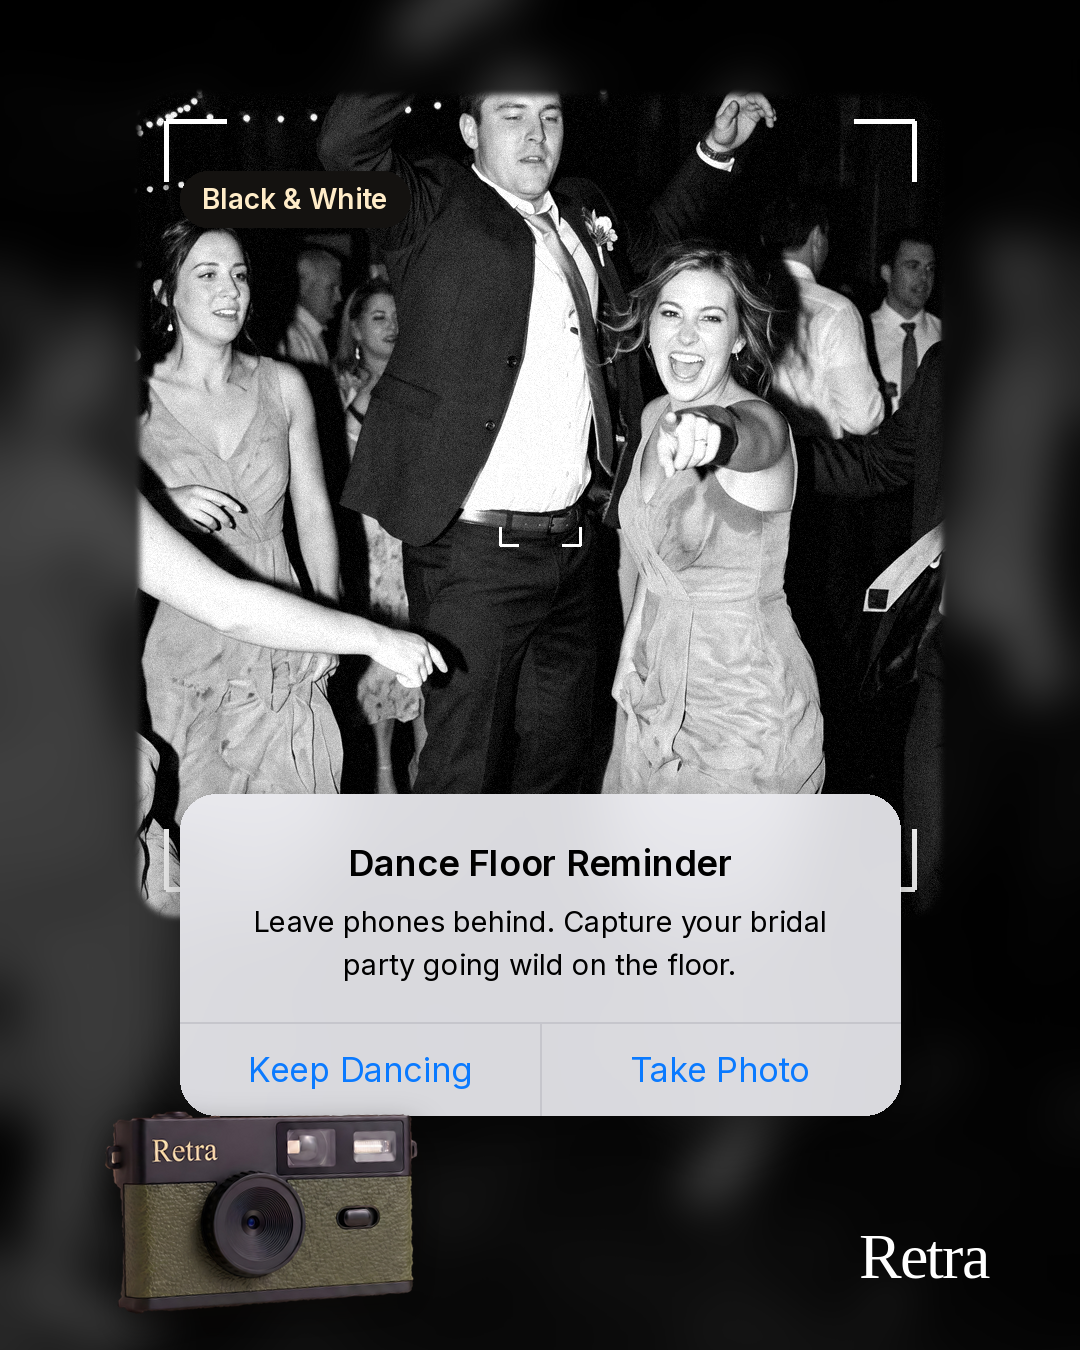 Black & White
Dance Floor Reminder
Leave phones behind. Capture your bridal
party going wild on the floor.
Keep Dancing
Take Photo
Retra
Retra